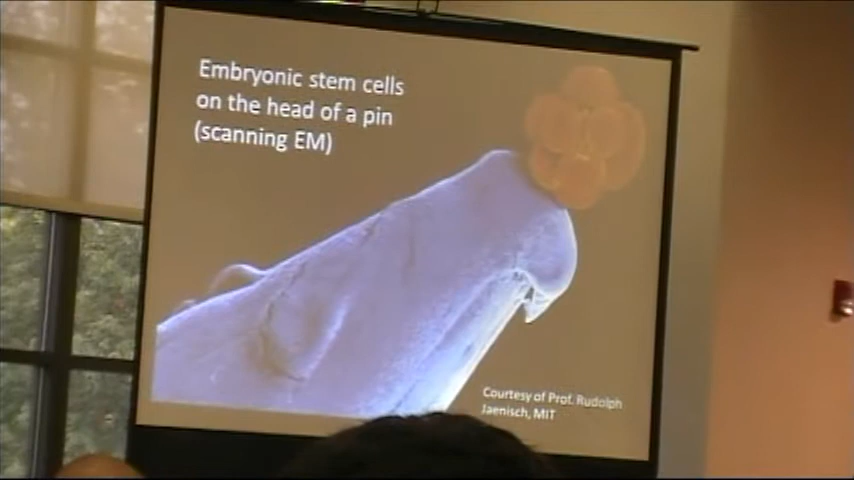 Embryonic stem cells
on the head of a pin
(scanning EM)
Courtesy of Prof. Rudolph
Jaenisch, MIT